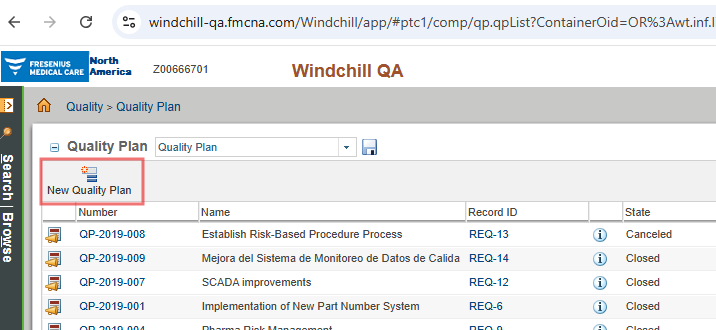 windchill-qa.fmcna.com/Windchill/app/#ptc1/comp/qp.qpList?ContainerOid=OR%3Awt.inf.l
FRESENIUS MEDICAL CARE North America Z00666701 Windchill QA
Quality > Quality Plan
Search | Browse
Quality Plan Quality Plan
New Quality Plan
Number Name Record ID State
QP-2019-008 Establish Risk-Based Procedure Process REQ-13 Canceled
QP-2019-009 Mejora del Sistema de Monitoreo de Datos de Calida REQ-14 Closed
QP-2019-007 SCADA improvements REQ-12 Closed
QP-2019-001 Implementation of New Part Number System REQ-6 Closed
QP-2019-004 Pharma Risk Management REQ-9 Closed